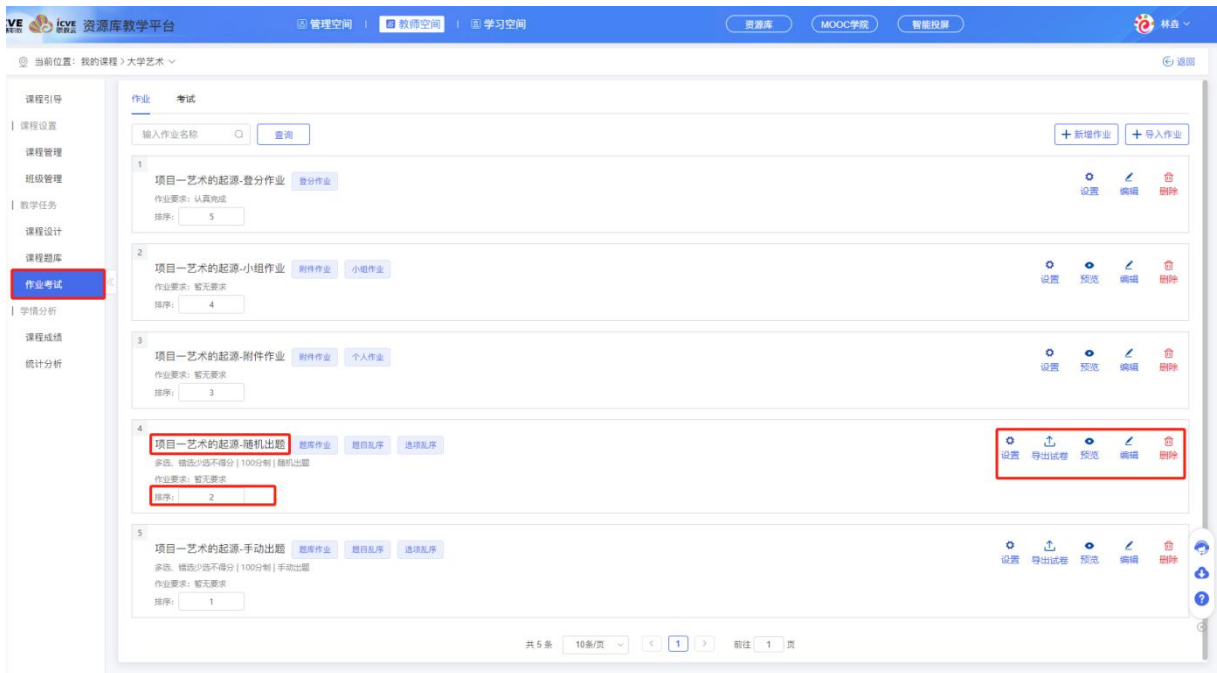 icve 资源库教学平台 管理空间 教师空间 学习空间 资源库 MOOC学院 智能投屏 林垚
当前位置：我的课程 > 大学艺术 返回
课程引导
课程设置
课程管理
班级管理
教学任务
课程设计
课程题库
作业考试
学情分析
课程成绩
统计分析
作业 考试
输入作业名称 查询 新增作业 导入作业
1
项目一艺术的起源-登分作业 登分作业
作业要求：认真完成
排序： 5
设置 编辑 删除
2
项目一艺术的起源-小组作业 附件作业 小组作业
作业要求：暂无要求
排序： 4
设置 预览 编辑 删除
3
项目一艺术的起源-附件作业 附件作业 个人作业
作业要求：暂无要求
排序： 3
设置 预览 编辑 删除
4
项目一艺术的起源-随机出题 题库作业 题目乱序 选项乱序
多选、错选少选不得分 | 100分制 | 随机出题
作业要求：暂无要求
排序： 2
设置 导出试卷 预览 编辑 删除
5
项目一艺术的起源-手动出题 题库作业 题目乱序 选项乱序
多选、错选少选不得分 | 100分制 | 手动出题
作业要求：暂无要求
排序： 1
设置 导出试卷 预览 编辑 删除
共 5 条 10条/页 1 前往 1 页